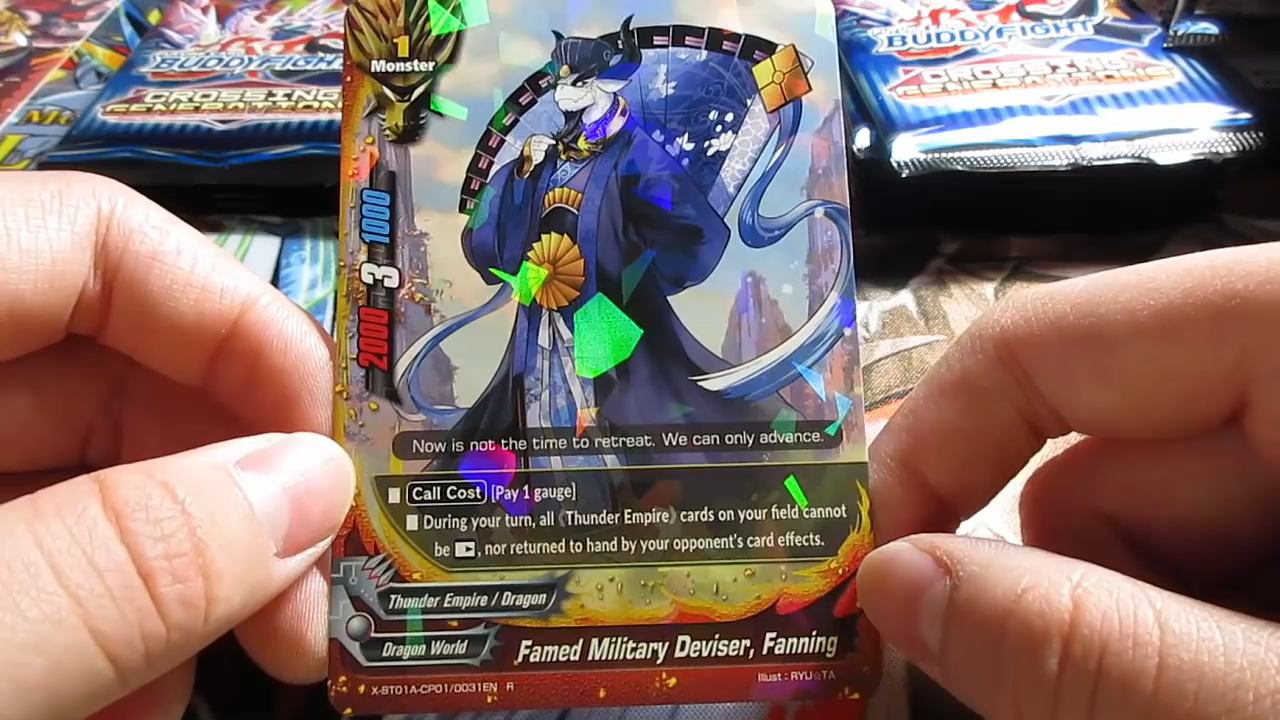 BUDDYFIGHT
CROSSING
GENERATIONS
BUDDYFIGHT
CROSSING
GENERATIONS
1
Monster
1000
3
2000
Now is not the time to retreat. We can only advance.
Call Cost [Pay 1 gauge]
During your turn, all 《Thunder Empire》 cards on your field cannot
be , nor returned to hand by your opponent's card effects.
Thunder Empire / Dragon
Dragon World
Famed Military Deviser, Fanning
X-BT01A-CP01/0031EN R
Illust : RYU☆TA